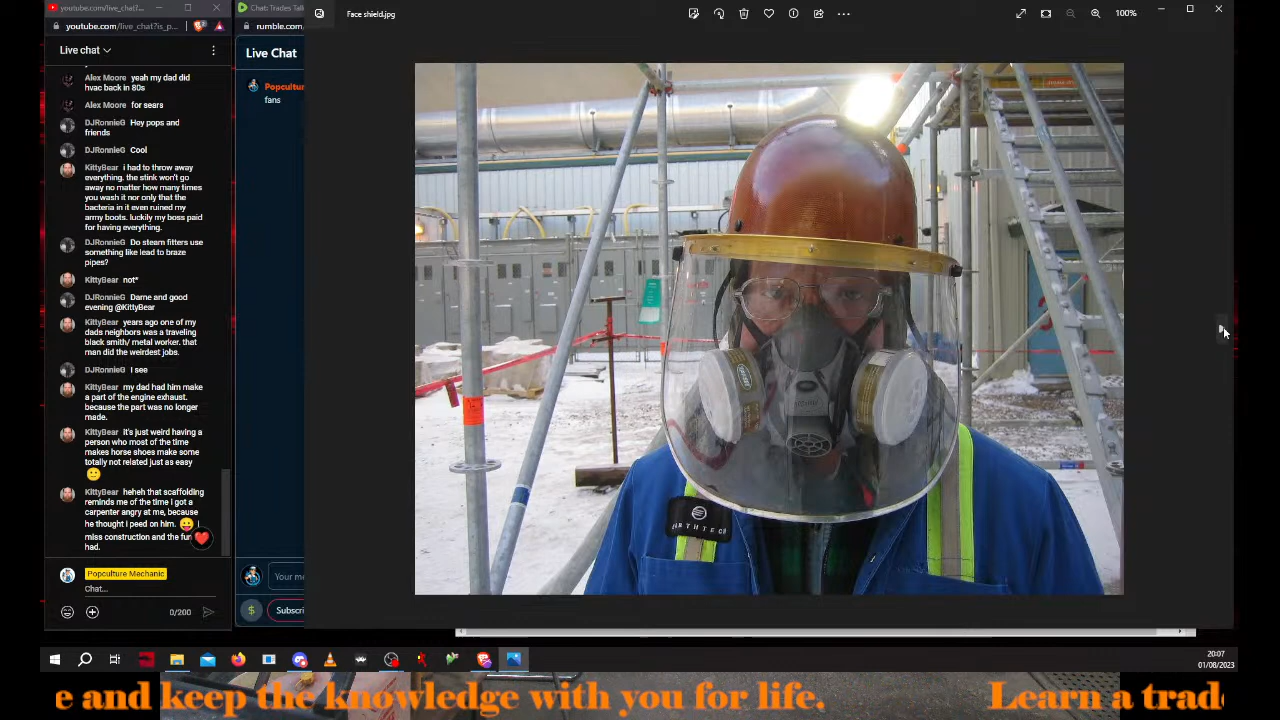 youtube.com/live_chat?is_p...
Live chat
Alex Moore yeah my dad did
hvac back in 80s
Alex Moore for sears
DJRonnieG Hey pops and
friends
DJRonnieG Cool
KittyBear i had to throw away
everything. the stink won't go
away no matter how many times
you wash it nor only that the
bacteria in it even ruined my
army boots. luckily my boss paid
for having everything.
DJRonnieG Do steam fitters use
something like lead to braze
pipes?
KittyBear not*
DJRonnieG Darne and good
evening @KittyBear
KittyBear years ago one of my
dads neighbors was a traveling
black smith/ metal worker. that
man did the weirdest jobs.
DJRonnieG I see
KittyBear my dad had him make
a part of the engine exhaust.
because the part was no longer
made.
KittyBear it's just weird having a
person who most of the time
makes horse shoes make some
totally not related just as easy
KittyBear heheh that scaffolding
reminds me of the time I got a
carpenter angry at me, because
he thought I peed on him. I
miss construction and the fun
had.
Popculture Mechanic
Chat...
0/200
Chat: Trades Tal
rumble.com
Live Chat
Popculture
fans
Your me
Subscri
Face shield.jpg
100%
20:07
01/08/2023
e and keep the knowledge with you for life. Learn a trade